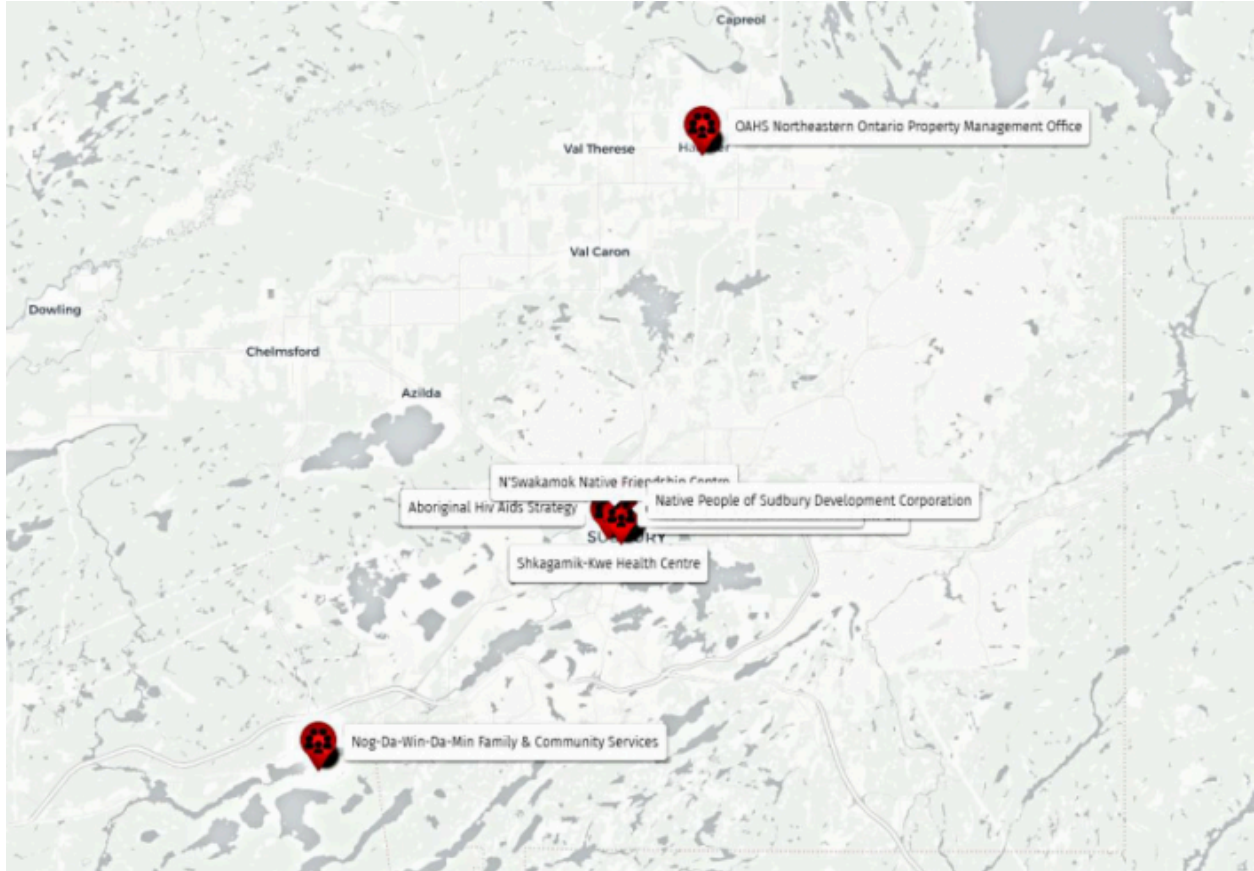 Capreol
OAHS Northeastern Ontario Property Management Office
Val Therese
Val Caron
Dowling
Chelmsford
Azilda
N'Swakamok Native Friendship Centre
Native People of Sudbury Development Corporation
Aboriginal Hiv Aids Strategy
Shkagamik-Kwe Health Centre
Nog-Da-Win-Da-Min Family & Community Services